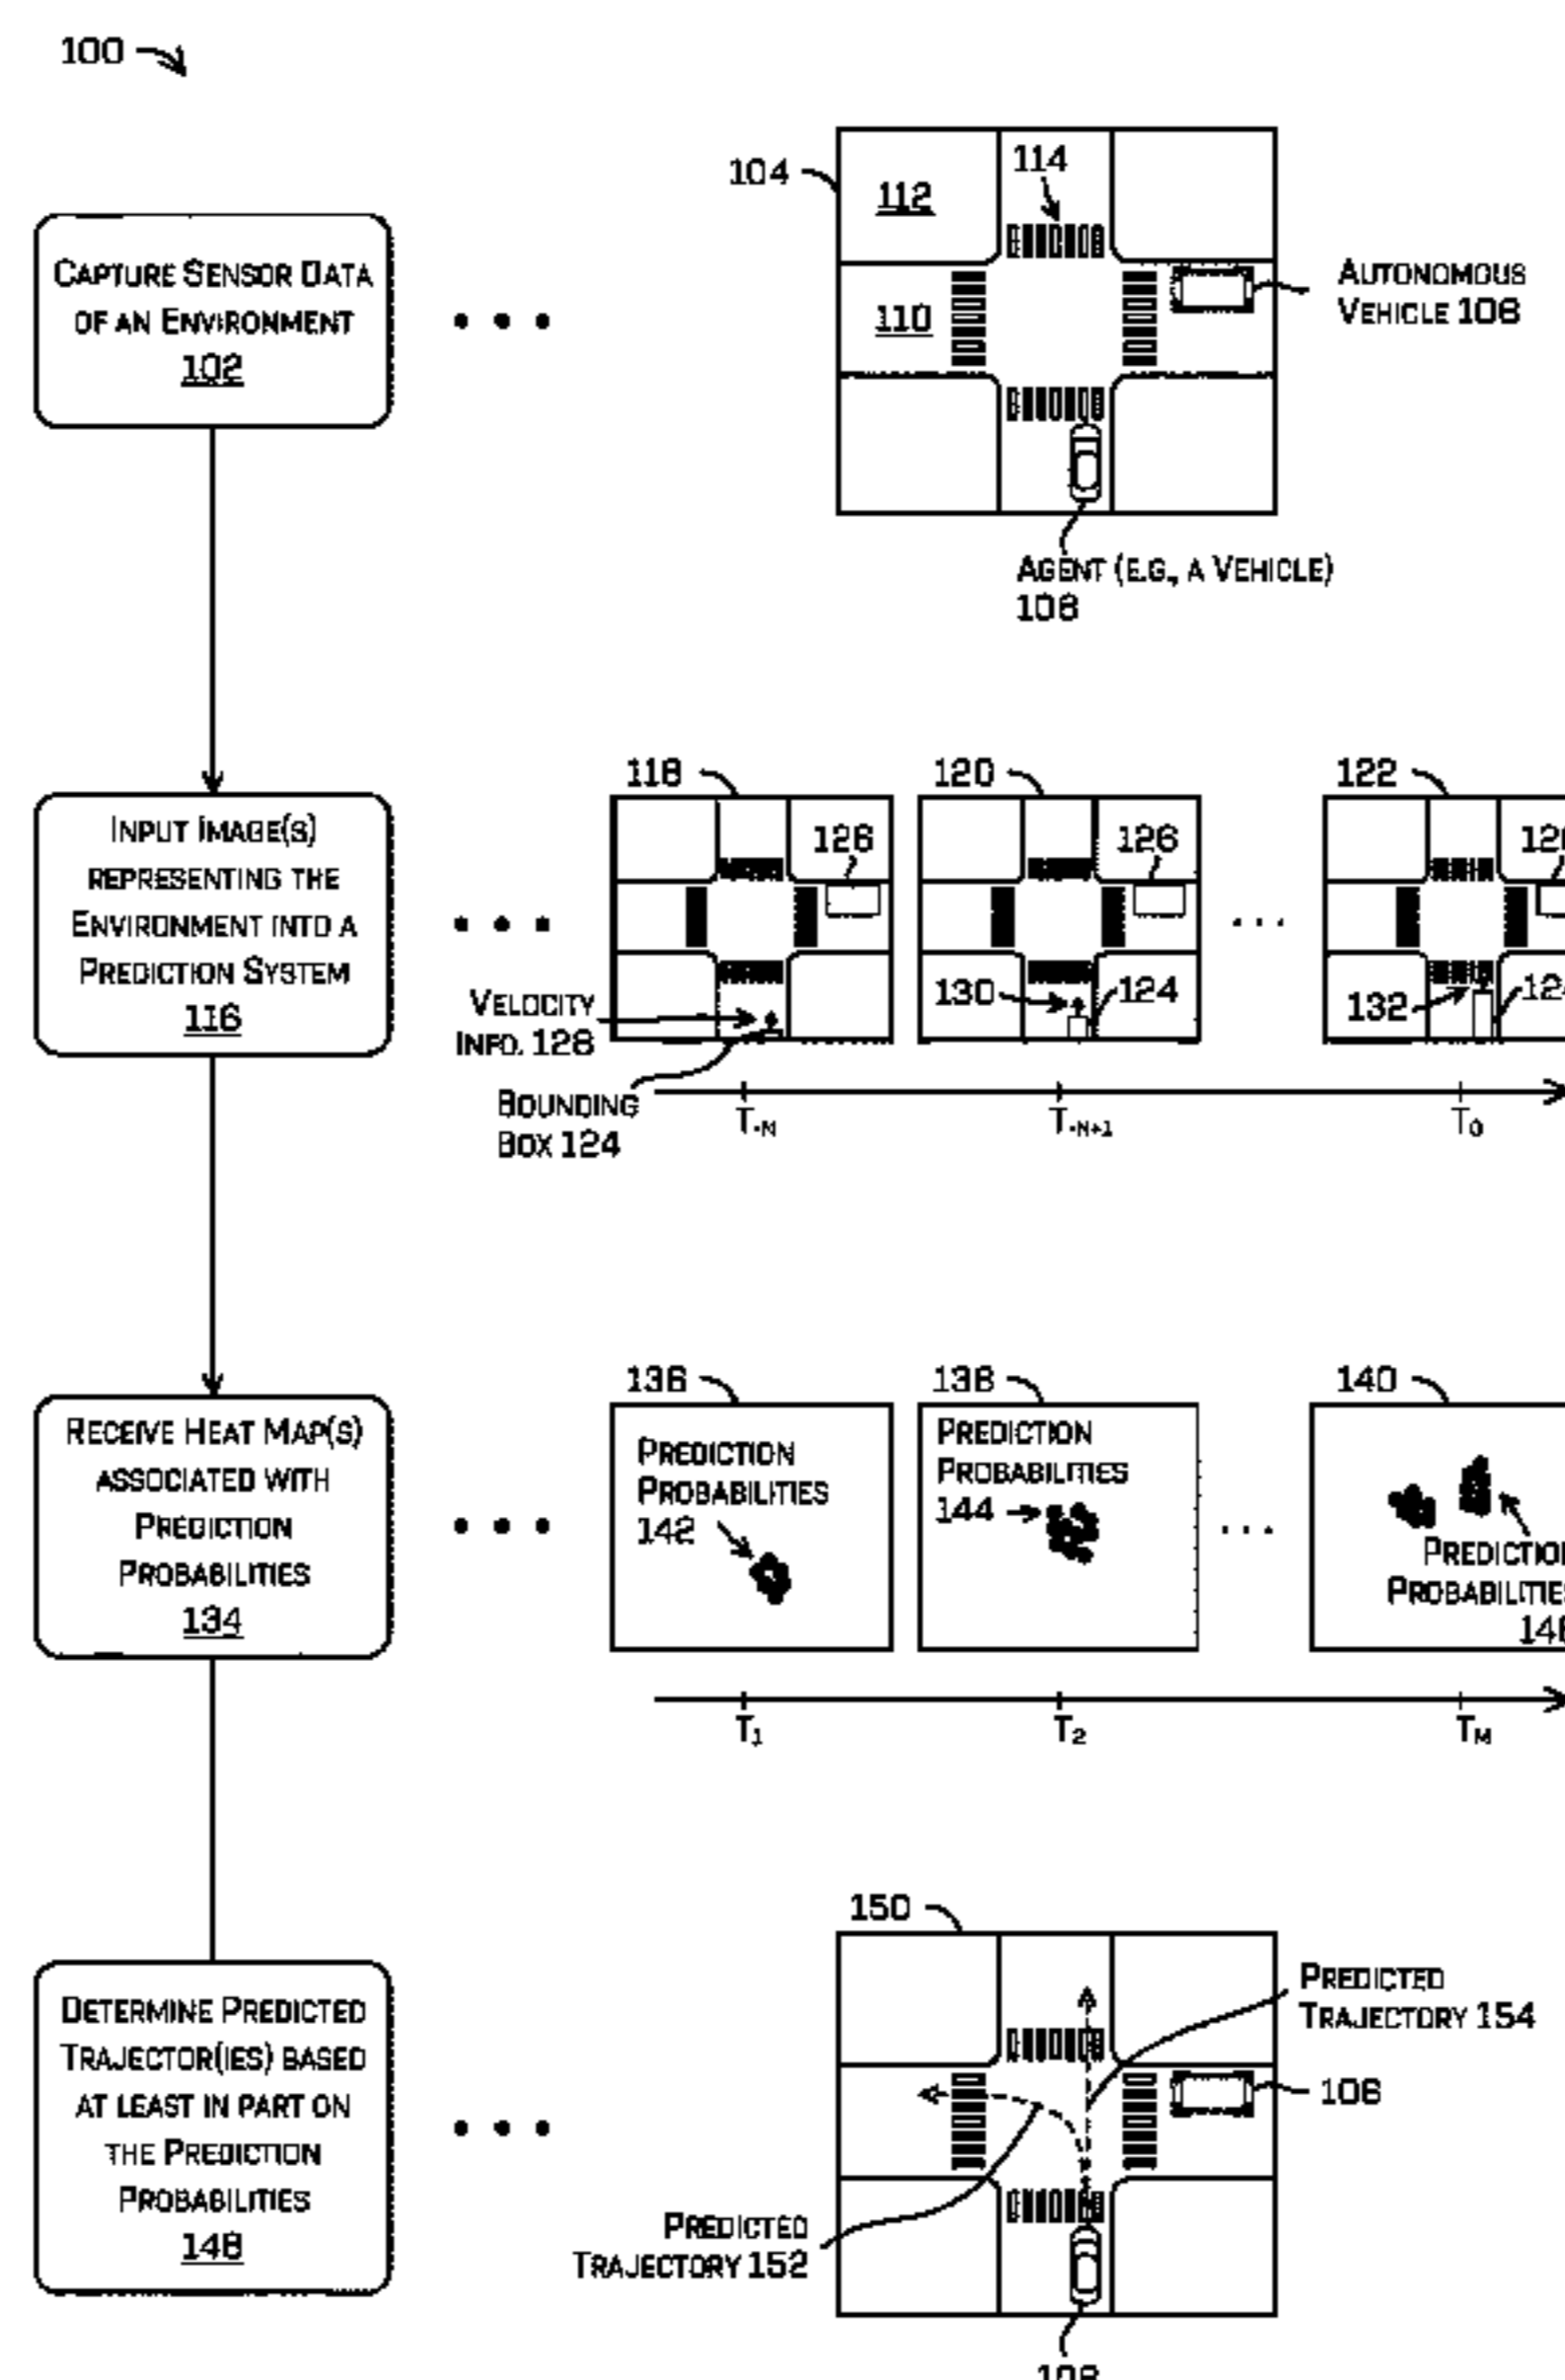 100
104
112
114
110
CAPTURE SENSOR DATA
OF AN ENVIRONMENT
102
AUTONOMOUS
VEHICLE 106
AGENT (E.G., A VEHICLE)
108
INPUT IMAGE(S)
REPRESENTING THE
ENVIRONMENT INTO A
PREDICTION SYSTEM
116
118
120
122
126
126
130
124
132
VELOCITY
INFO. 128
BOUNDING
BOX 124
T-N
T-N+1
T0
RECEIVE HEAT MAP(S)
ASSOCIATED WITH
PREDICTION
PROBABILITIES
134
136
138
140
PREDICTION
PROBABILITIES
142
PREDICTION
PROBABILITIES
144
T1
T2
TM
DETERMINE PREDICTED
TRAJECTOR(IES) BASED
AT LEAST IN PART ON
THE PREDICTION
PROBABILITIES
148
150
PREDICTED
TRAJECTORY 154
106
PREDICTED
TRAJECTORY 152
108